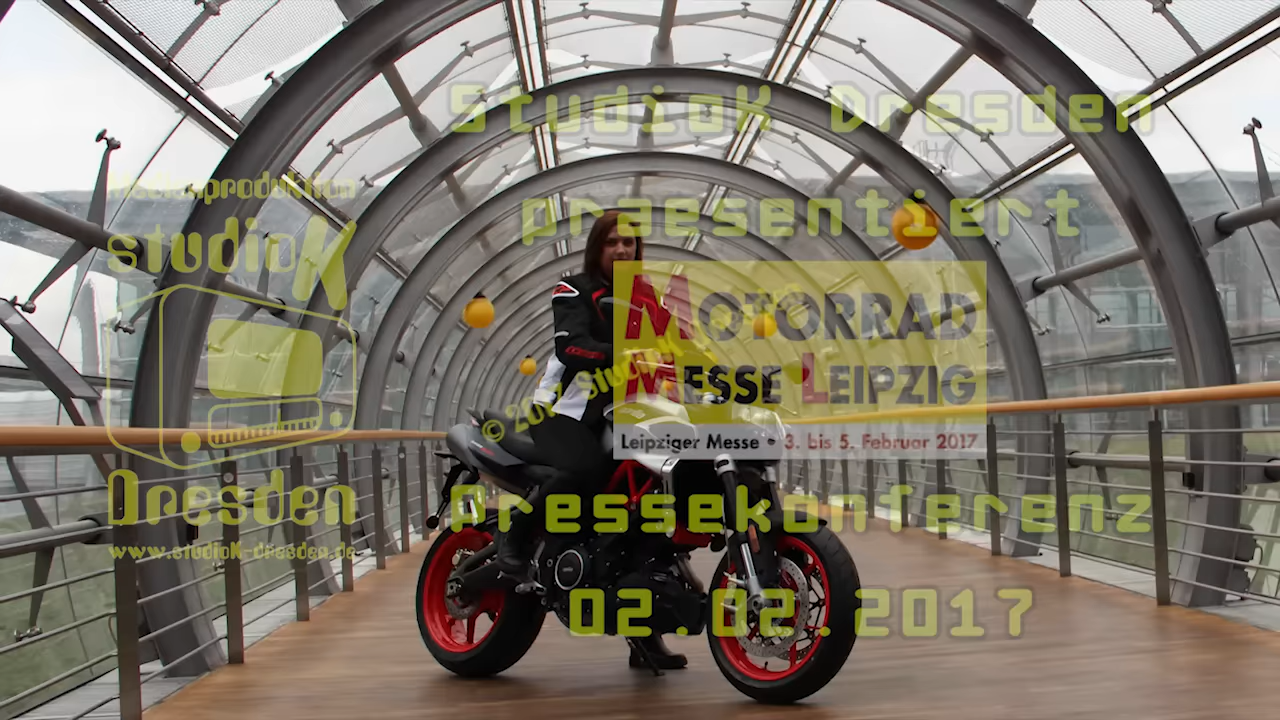 StudioK Dresden
praesentiert
Medienproduktion
studioK
Dresden
www.studioK-dresden.de
MOTORRAD
MESSE LEIPZIG
Leipziger Messe • 3. bis 5. Februar 2017
© 2017 StudioK
Pressekonferenz
02.02.2017